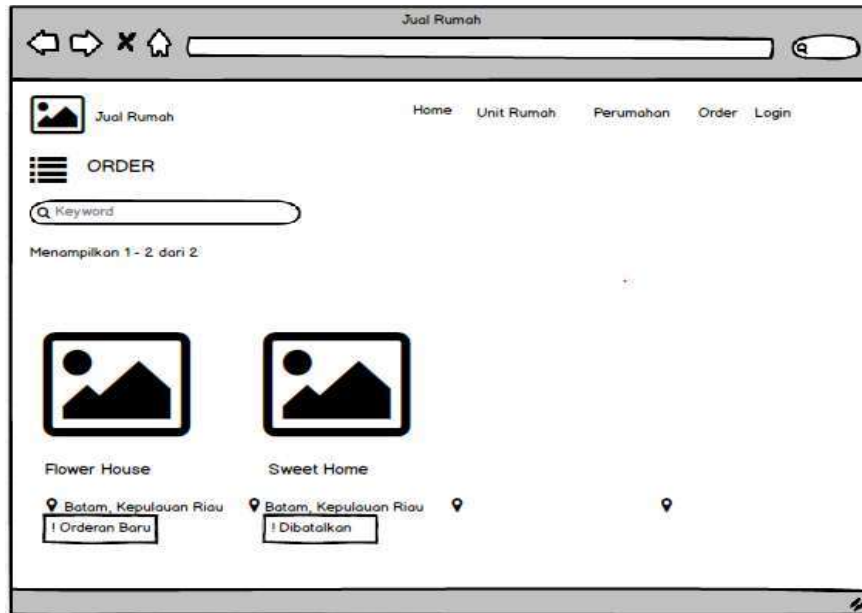 Jual Rumah
Jual Rumah
Home Unit Rumah Perumahan Order Login
ORDER
Keyword
Menampilkan 1 - 2 dari 2
Flower House Sweet Home
Batam, Kepulauan Riau Batam, Kepulauan Riau
! Orderan Baru ! Dibatalkan